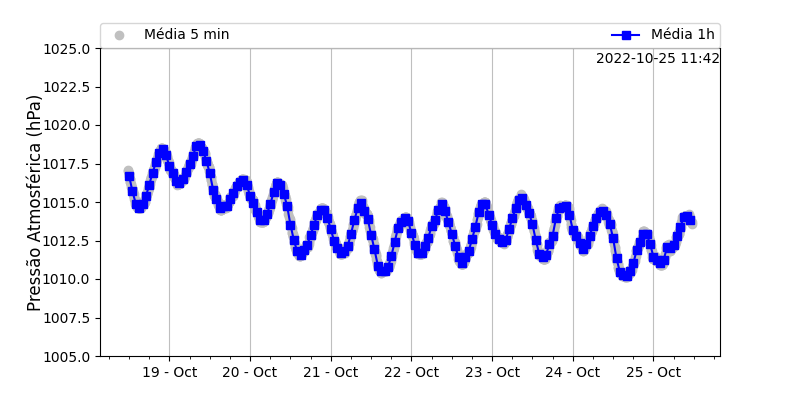 Média 5 min
Média 1h
2022-10-25 11:42
Pressão Atmosférica (hPa)
1025.0
1022.5
1020.0
1017.5
1015.0
1012.5
1010.0
1007.5
1005.0
19 - Oct
20 - Oct
21 - Oct
22 - Oct
23 - Oct
24 - Oct
25 - Oct